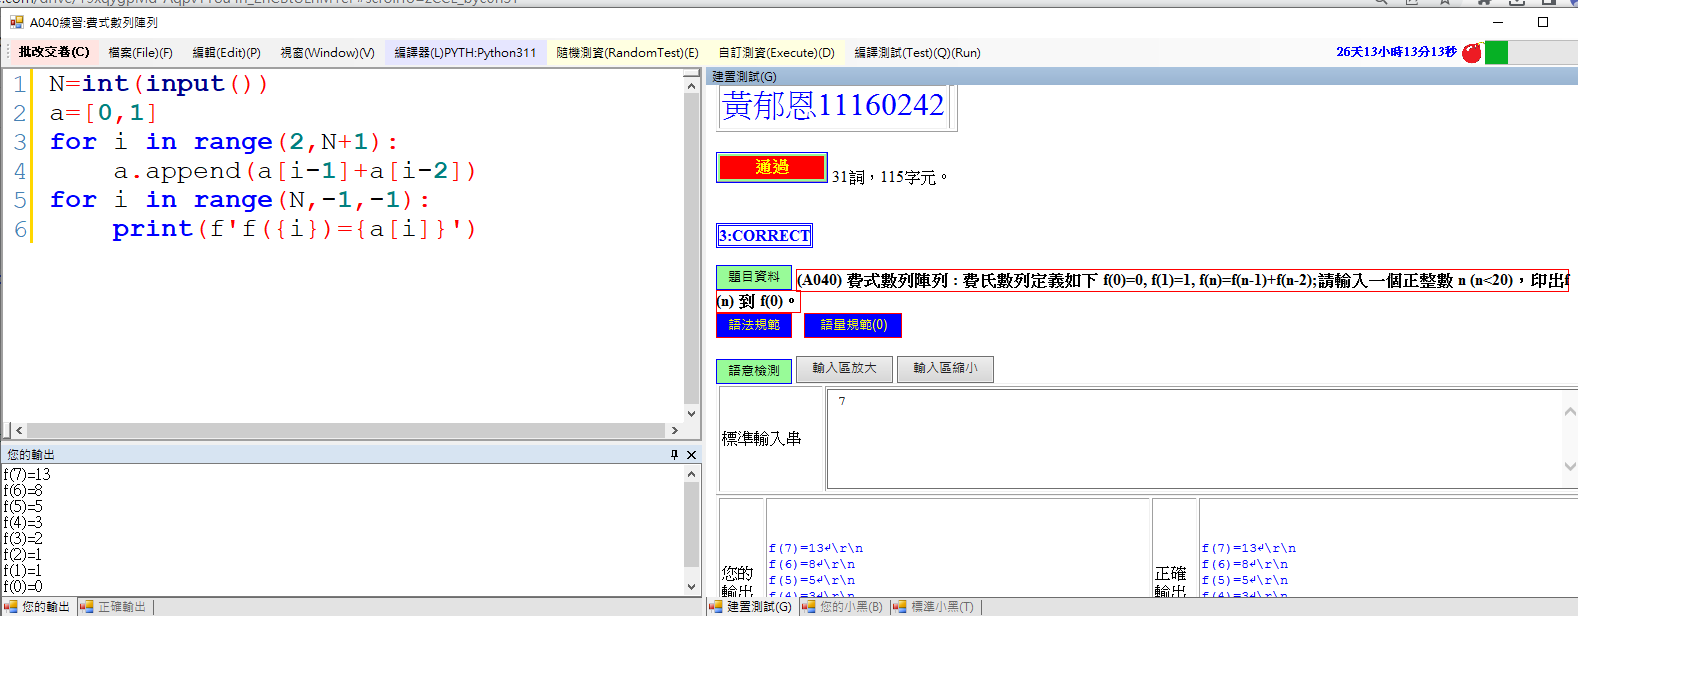 A040練習:費式數列陣列
批改交卷(C) 檔案(File)(F) 編輯(Edit)(P) 視窗(Window)(V) 編譯器(L)PYTH:Python311 隨機測資(RandomTest)(E) 自訂測資(Execute)(D) 編譯測試(Test)(Q)(Run) 26天13小時13分13秒
1 N=int(input())
2 a=[0,1]
3 for i in range(2,N+1):
4 a.append(a[i-1]+a[i-2])
5 for i in range(N,-1,-1):
6 print(f'f({i})={a[i]}')
您的輸出
f(7)=13
f(6)=8
f(5)=5
f(4)=3
f(3)=2
f(2)=1
f(1)=1
f(0)=0
您的輸出 正確輸出
建置測試(G)
黃郁恩11160242
通過 31詞，115字元。
3:CORRECT
題目資料 (A040) 費式數列陣列 : 費氏數列定義如下 f(0)=0, f(1)=1, f(n)=f(n-1)+f(n-2);請輸入一個正整數 n (n<20)，印出f
(n) 到 f(0)。
語法規範 語量規範(0)
語意檢測 輸入區放大 輸入區縮小
標準輸入串 7
您的輸出
f(7)=13↲\r\n
f(6)=8↲\r\n
f(5)=5↲\r\n
f(4)=3↲\r\n
正確輸出
f(7)=13↲\r\n
f(6)=8↲\r\n
f(5)=5↲\r\n
f(4)=3↲\r\n
建置測試(G) 您的小黑(B) 標準小黑(T)